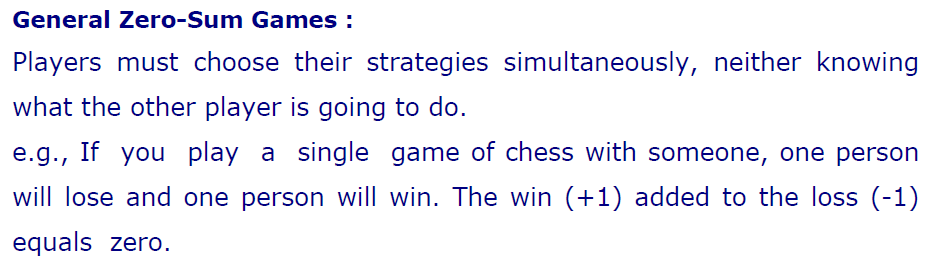 General Zero-Sum Games :
Players must choose their strategies simultaneously, neither knowing
what the other player is going to do.
e.g., If you play a single game of chess with someone, one person
will lose and one person will win. The win (+1) added to the loss (-1)
equals zero.